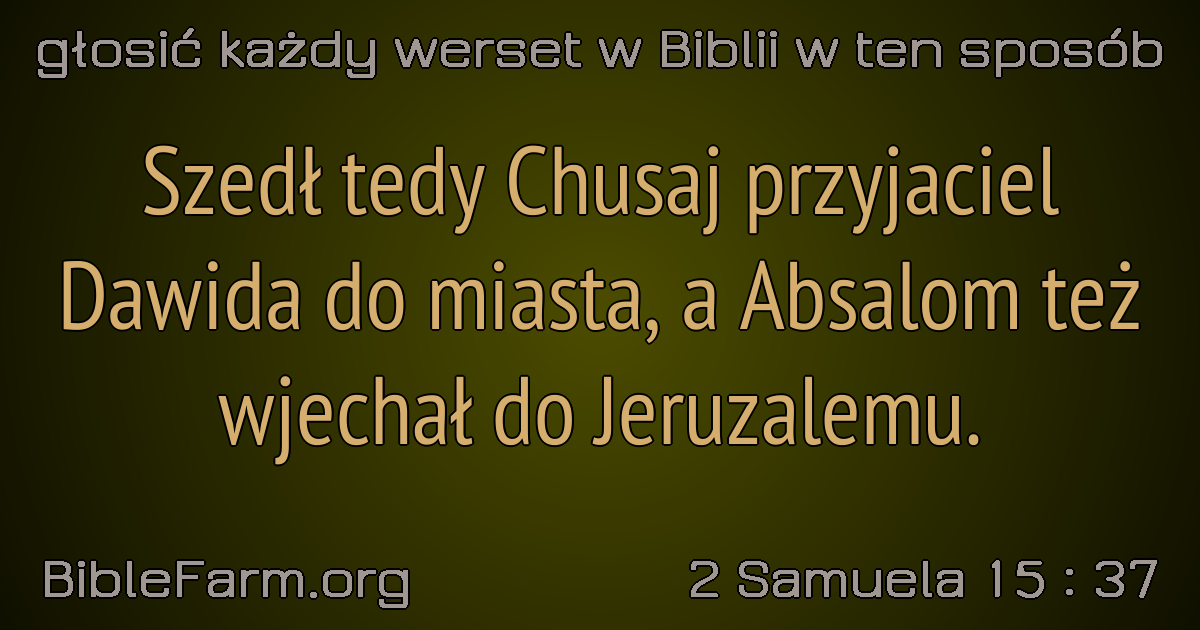 głosić każdy werset w Biblii w ten sposób
Szedł tedy Chusaj przyjaciel
Dawida do miasta, a Absalom też
wjechał do Jeruzalemu.
BibleFarm.org
2 Samuela 15 : 37